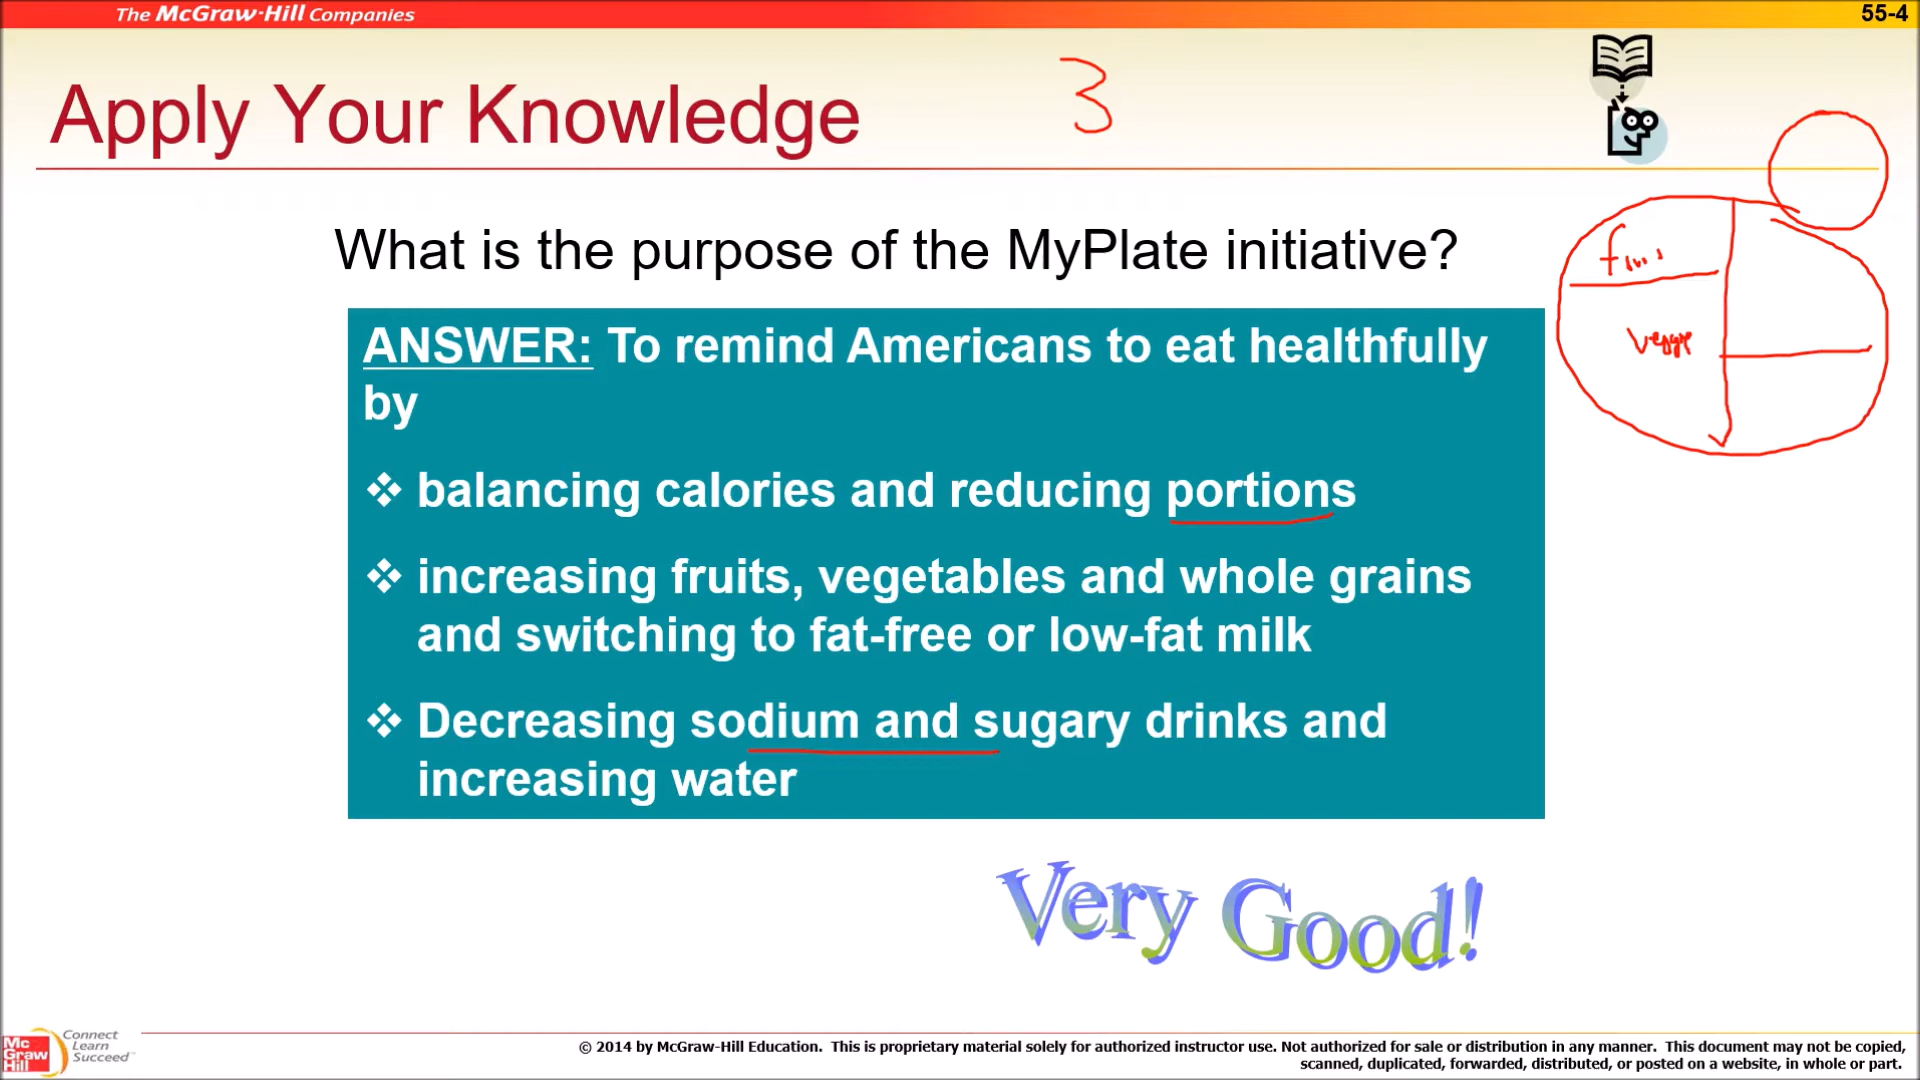 The McGraw-Hill Companies
55-4
Apply Your Knowledge
3
What is the purpose of the MyPlate initiative?
ANSWER: To remind Americans to eat healthfully
by
❖ balancing calories and reducing portions
❖ increasing fruits, vegetables and whole grains
and switching to fat-free or low-fat milk
❖ Decreasing sodium and sugary drinks and
increasing water
Very Good!
Mc
Graw
Hill
Connect
Learn
Succeed™
© 2014 by McGraw-Hill Education. This is proprietary material solely for authorized instructor use. Not authorized for sale or distribution in any manner. This document may not be copied,
scanned, duplicated, forwarded, distributed, or posted on a website, in whole or part.